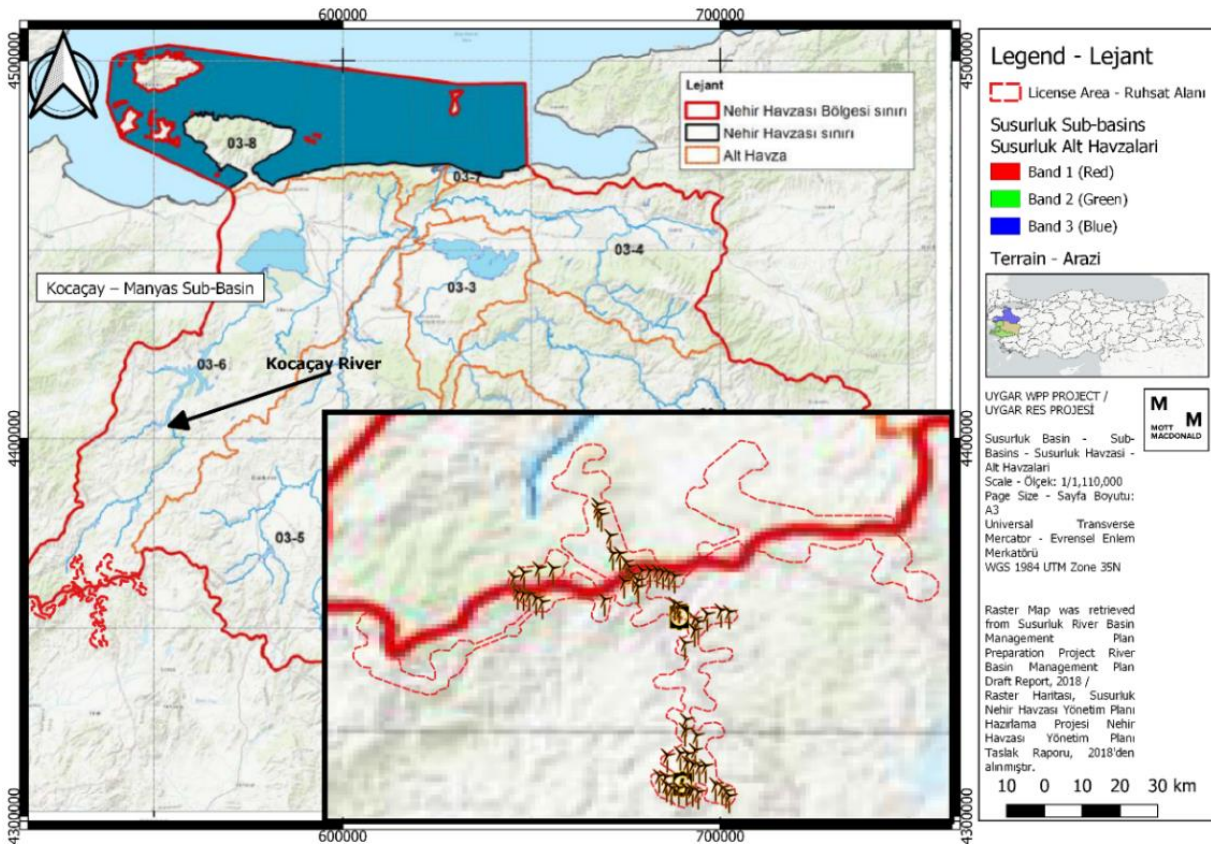 600000
700000
4500000
4500000
Lejant
Nehir Havzası Bölgesi sınırı
Nehir Havzası sınırı
Alt Havza
03-8
03-7
03-4
03-3
Kocaçay – Manyas Sub-Basin
03-6
Kocaçay River
4400000
4400000
03-5
4300000
4300000
600000
700000
Legend - Lejant
License Area - Ruhsat Alanı
Susurluk Sub-basins
Susurluk Alt Havzalari
Band 1 (Red)
Band 2 (Green)
Band 3 (Blue)
Terrain - Arazi
UYGAR WPP PROJECT /
UYGAR RES PROJESİ
M
M
MOTT
MACDONALD
Susurluk Basin - Sub-
Basins - Susurluk Havzasi -
Alt Havzalari
Scale - Ölçek: 1/1,110,000
Page Size - Sayfa Boyutu:
A3
Universal Transverse
Mercator - Evrensel Enlem
Merkatörü
WGS 1984 UTM Zone 35N
Raster Map was retrieved
from Susurluk River Basin
Management Plan
Preparation Project River
Basin Management Plan
Draft Report, 2018 /
Raster Haritası, Susurluk
Nehir Havzası Yönetim Planı
Hazırlama Projesi Nehir
Havzası Yönetim Planı
Taslak Raporu, 2018'den
alınmıştır.
10 0 10 20 30 km